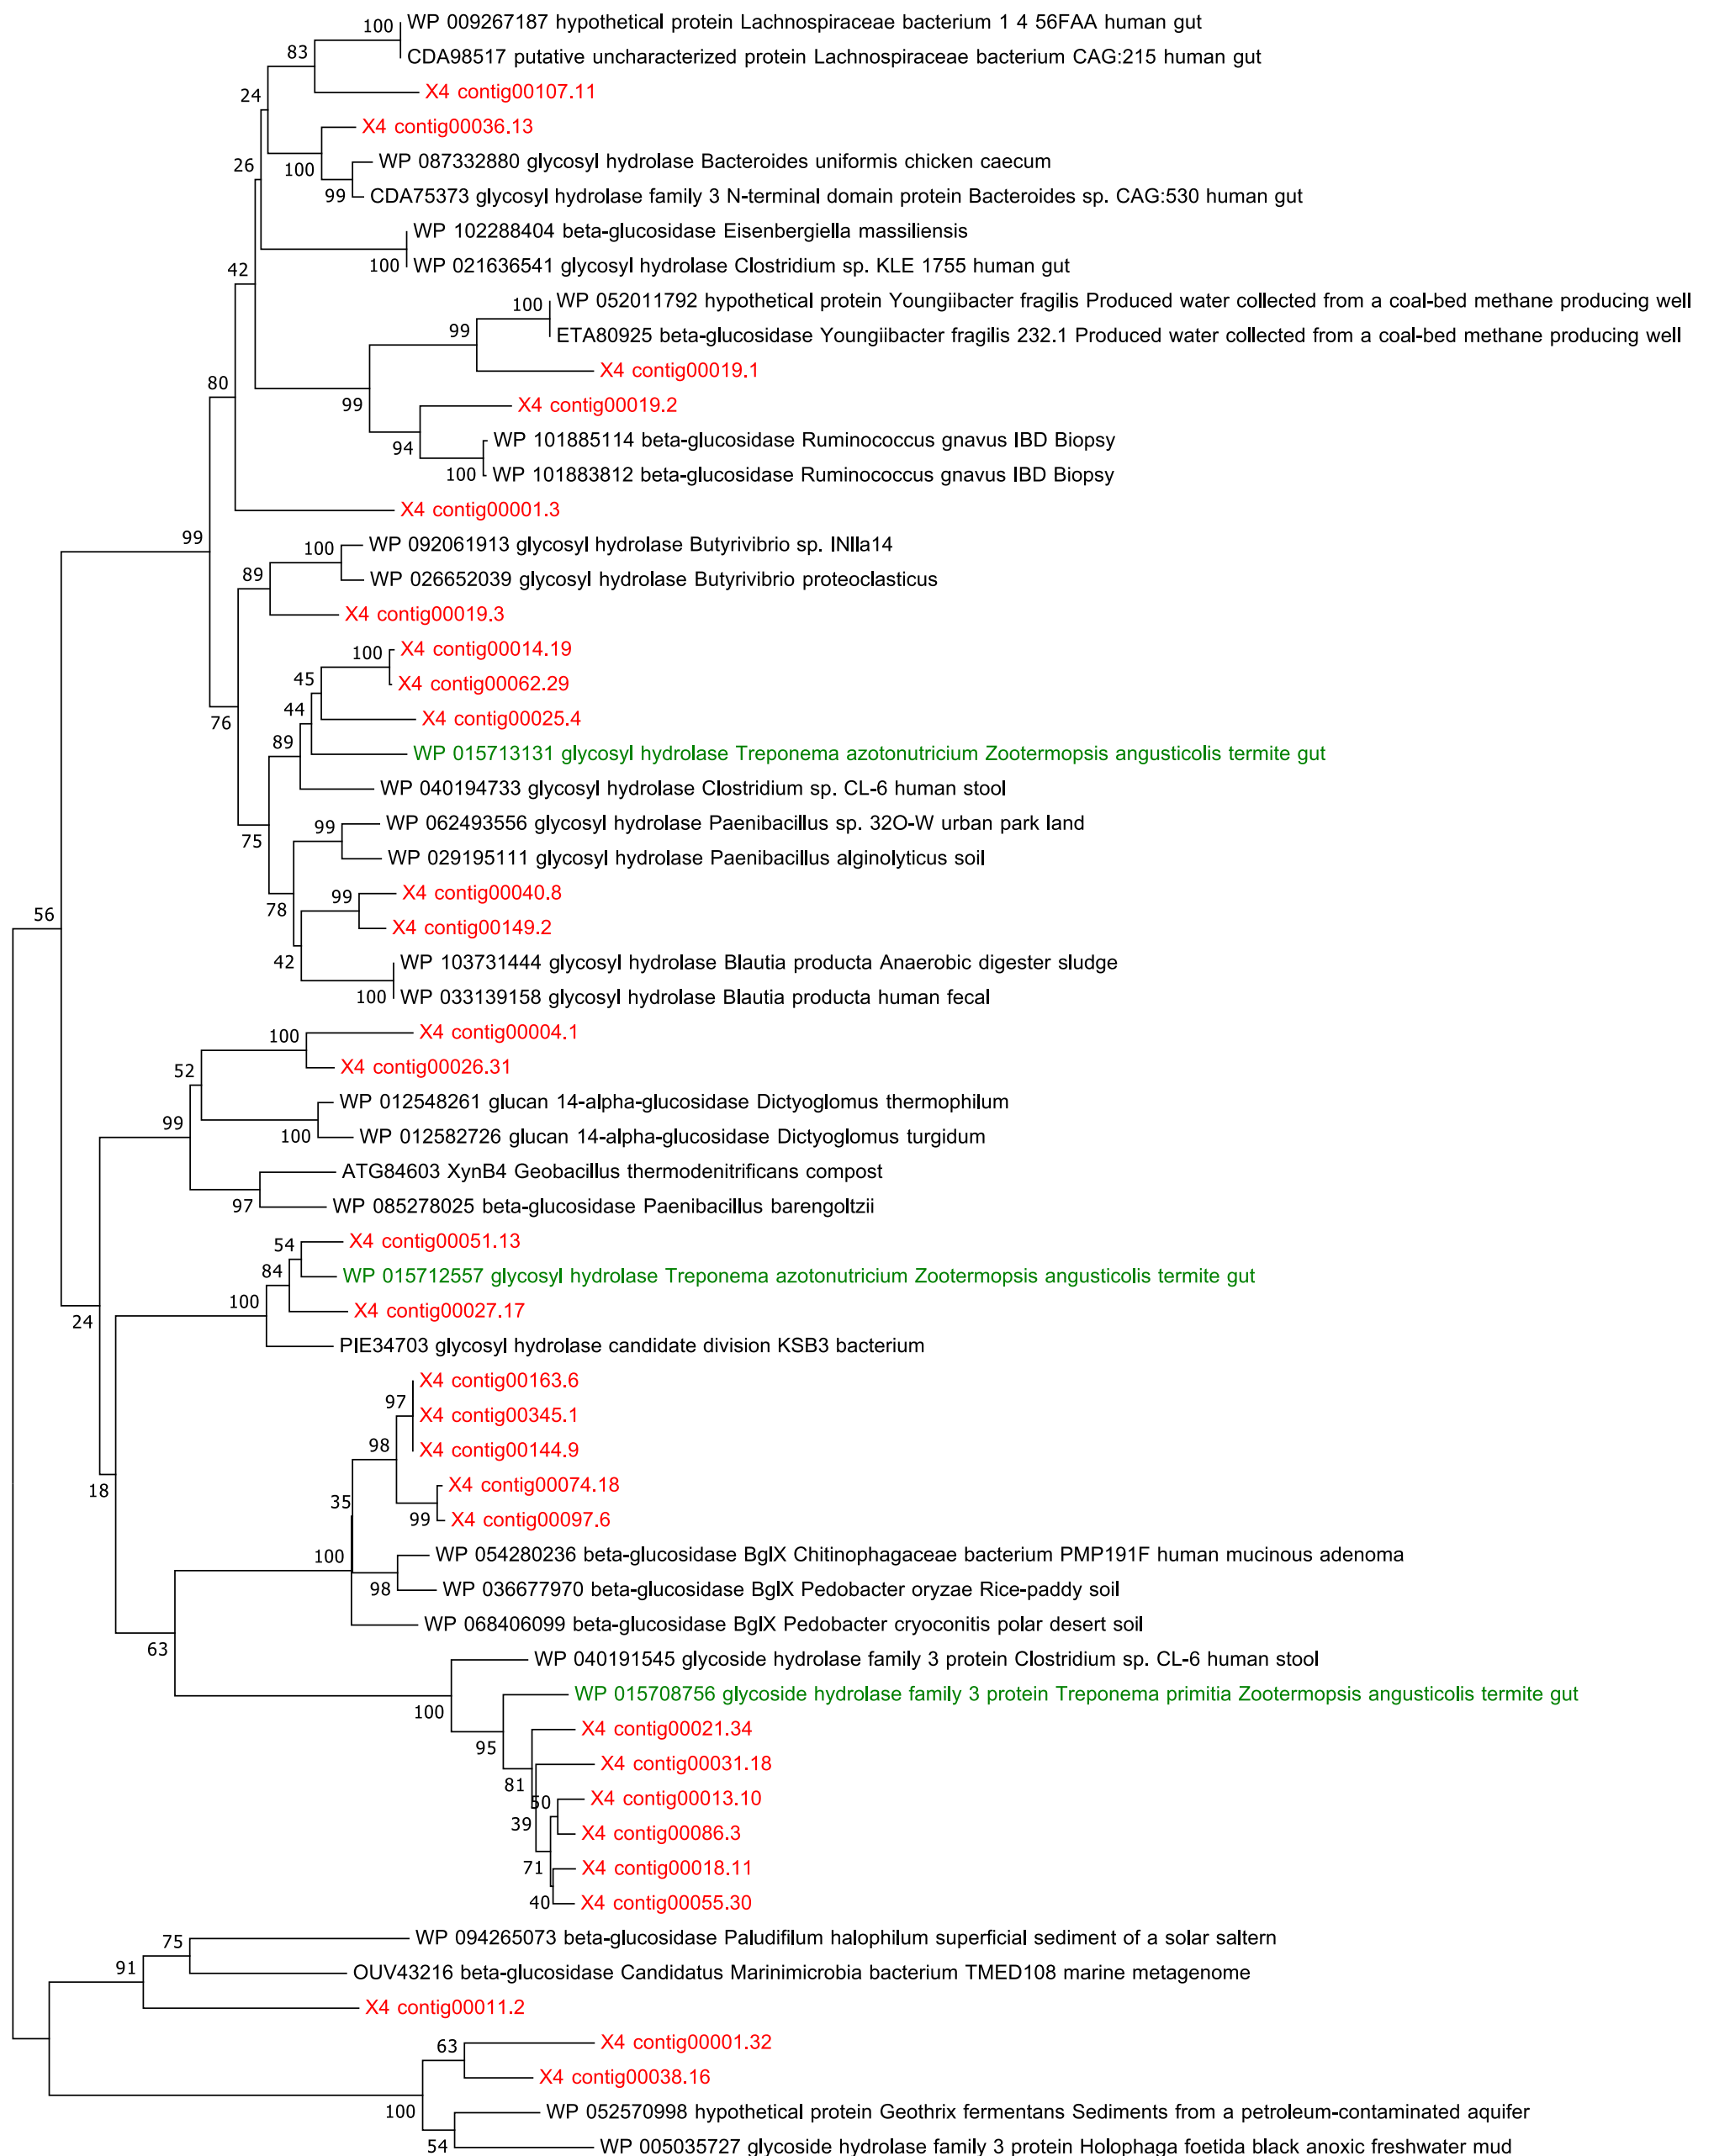 WP 009267187 hypothetical protein Lachnospiraceae bacterium 1 4 56FAA human gut
100
CDA98517 putative uncharacterized protein Lachnospiraceae bacterium CAG:215 human gut
83
X4 contig00107.11
24
X4 contig00036.13
WP 087332880 glycosyl hydrolase Bacteroides uniformis chicken caecum
26
100
CDA75373 glycosyl hydrolase family 3 N-terminal domain protein Bacteroides sp. CAG:530 human gut
99
WP 102288404 beta-glucosidase Eisenbergiella massiliensis
WP 021636541 glycosyl hydrolase Clostridium sp. KLE 1755 human gut
100
42
WP 052011792 hypothetical protein Youngiibacter fragilis Produced water collected from a coal-bed methane producing well
100
ETA80925 beta-glucosidase Youngiibacter fragilis 232.1 Produced water collected from a coal-bed methane producing well
99
X4 contig00019.1
80
99
X4 contig00019.2
WP 101885114 beta-glucosidase Ruminococcus gnavus IBD Biopsy
94
WP 101883812 beta-glucosidase Ruminococcus gnavus IBD Biopsy
100
X4 contig00001.3
99
WP 092061913 glycosyl hydrolase Butyrivibrio sp. INlla14
100
WP 026652039 glycosyl hydrolase Butyrivibrio proteoclasticus
89
X4 contig00019.3
X4 contig00014.19
100
X4 contig00062.29
45
X4 contig00025.4
44
76
WP 015713131 glycosyl hydrolase Treponema azotonutricium Zootermopsis angusticolis termite gut
89
WP 040194733 glycosyl hydrolase Clostridium sp. CL-6 human stool
WP 062493556 glycosyl hydrolase Paenibacillus sp. 32O-W urban park land
99
75
WP 029195111 glycosyl hydrolase Paenibacillus alginolyticus soil
X4 contig00040.8
99
78
X4 contig00149.2
56
WP 103731444 glycosyl hydrolase Blautia producta Anaerobic digester sludge
42
WP 033139158 glycosyl hydrolase Blautia producta human fecal
100
X4 contig00004.1
100
X4 contig00026.31
52
WP 012548261 glucan 14-alpha-glucosidase Dictyoglomus thermophilum
99
WP 012582726 glucan 14-alpha-glucosidase Dictyoglomus turgidum
100
ATG84603 XynB4 Geobacillus thermodenitrificans compost
WP 085278025 beta-glucosidase Paenibacillus barengoltzii
97
X4 contig00051.13
54
WP 015712557 glycosyl hydrolase Treponema azotonutricium Zootermopsis angusticolis termite gut
84
X4 contig00027.17
100
24
PIE34703 glycosyl hydrolase candidate division KSB3 bacterium
X4 contig00163.6
97
X4 contig00345.1
X4 contig00144.9
98
X4 contig00074.18
18
35
X4 contig00097.6
99
WP 054280236 beta-glucosidase BglX Chitinophagaceae bacterium PMP191F human mucinous adenoma
100
WP 036677970 beta-glucosidase BglX Pedobacter oryzae Rice-paddy soil
98
WP 068406099 beta-glucosidase BglX Pedobacter cryoconitis polar desert soil
63
WP 040191545 glycoside hydrolase family 3 protein Clostridium sp. CL-6 human stool
WP 015708756 glycoside hydrolase family 3 protein Treponema primitia Zootermopsis angusticolis termite gut
100
X4 contig00021.34
95
X4 contig00031.18
81
X4 contig00013.10
50
39
X4 contig00086.3
X4 contig00018.11
71
X4 contig00055.30
40
WP 094265073 beta-glucosidase Paludifilum halophilum superficial sediment of a solar saltern
75
OUV43216 beta-glucosidase Candidatus Marinimicrobia bacterium TMED108 marine metagenome
91
X4 contig00011.2
X4 contig00001.32
63
X4 contig00038.16
100
WP 052570998 hypothetical protein Geothrix fermentans Sediments from a petroleum-contaminated aquifer
54
WP 005035727 glycoside hydrolase family 3 protein Holophaga foetida black anoxic freshwater mud